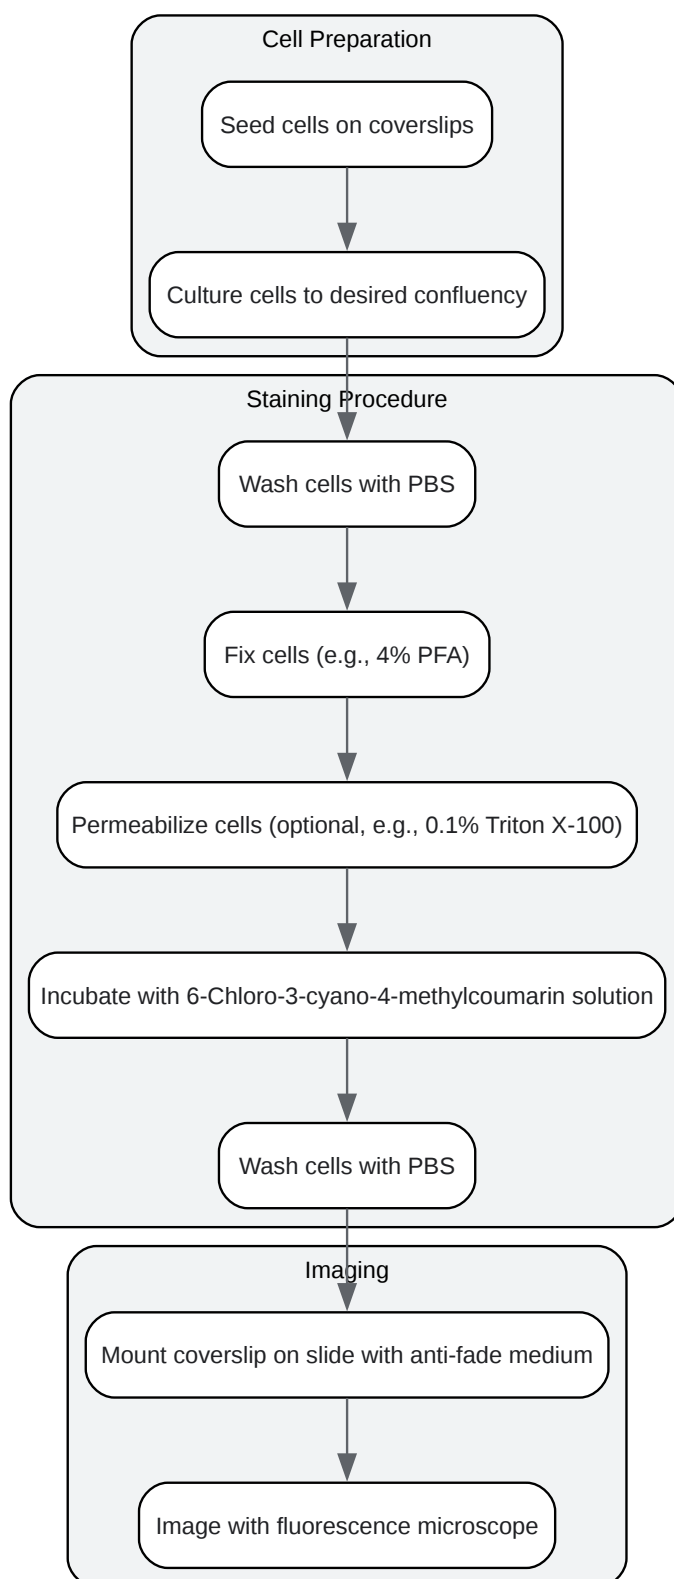 Cell Preparation
Seed cells on coverslips
Culture cells to desired confluency
Staining Procedure
Wash cells with PBS
Fix cells (e.g., 4% PFA)
Permeabilize cells (optional, e.g., 0.1% Triton X-100)
Incubate with 6-Chloro-3-cyano-4-methylcoumarin solution
Wash cells with PBS
Imaging
Mount coverslip on slide with anti-fade medium
Image with fluorescence microscope